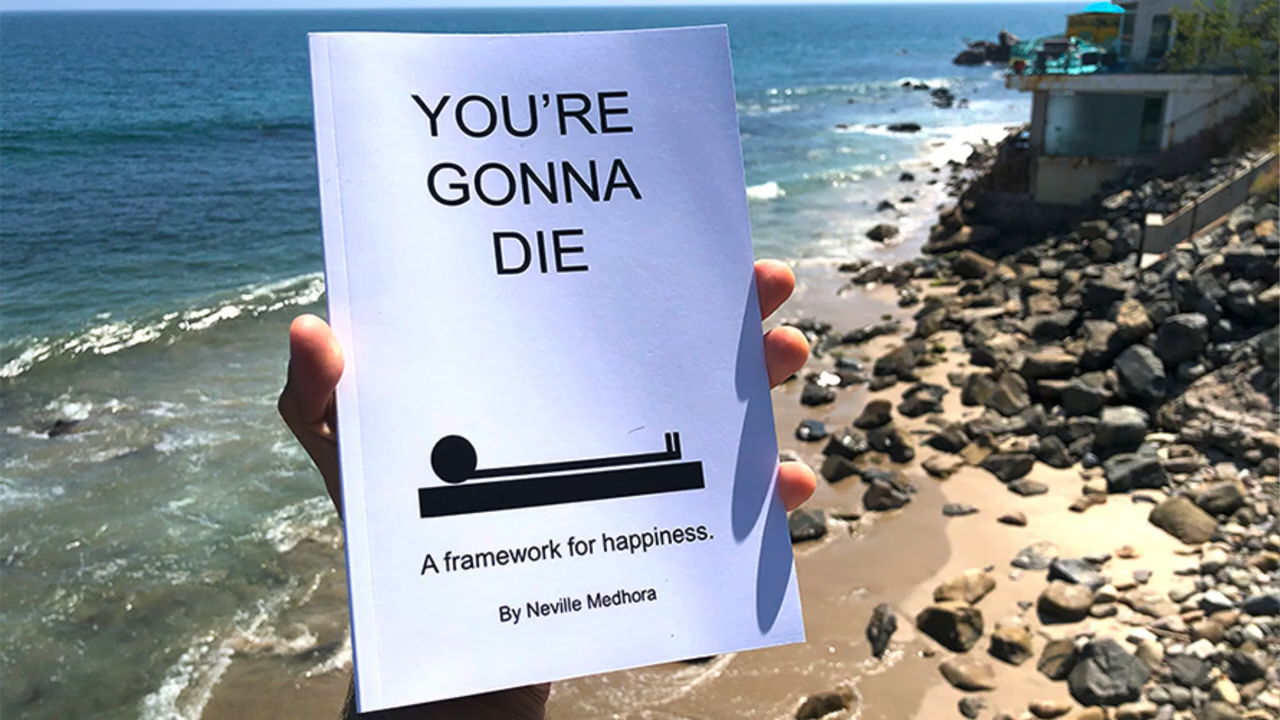 YOU’RE
GONNA
DIE
A framework for happiness.
By Neville Medhora